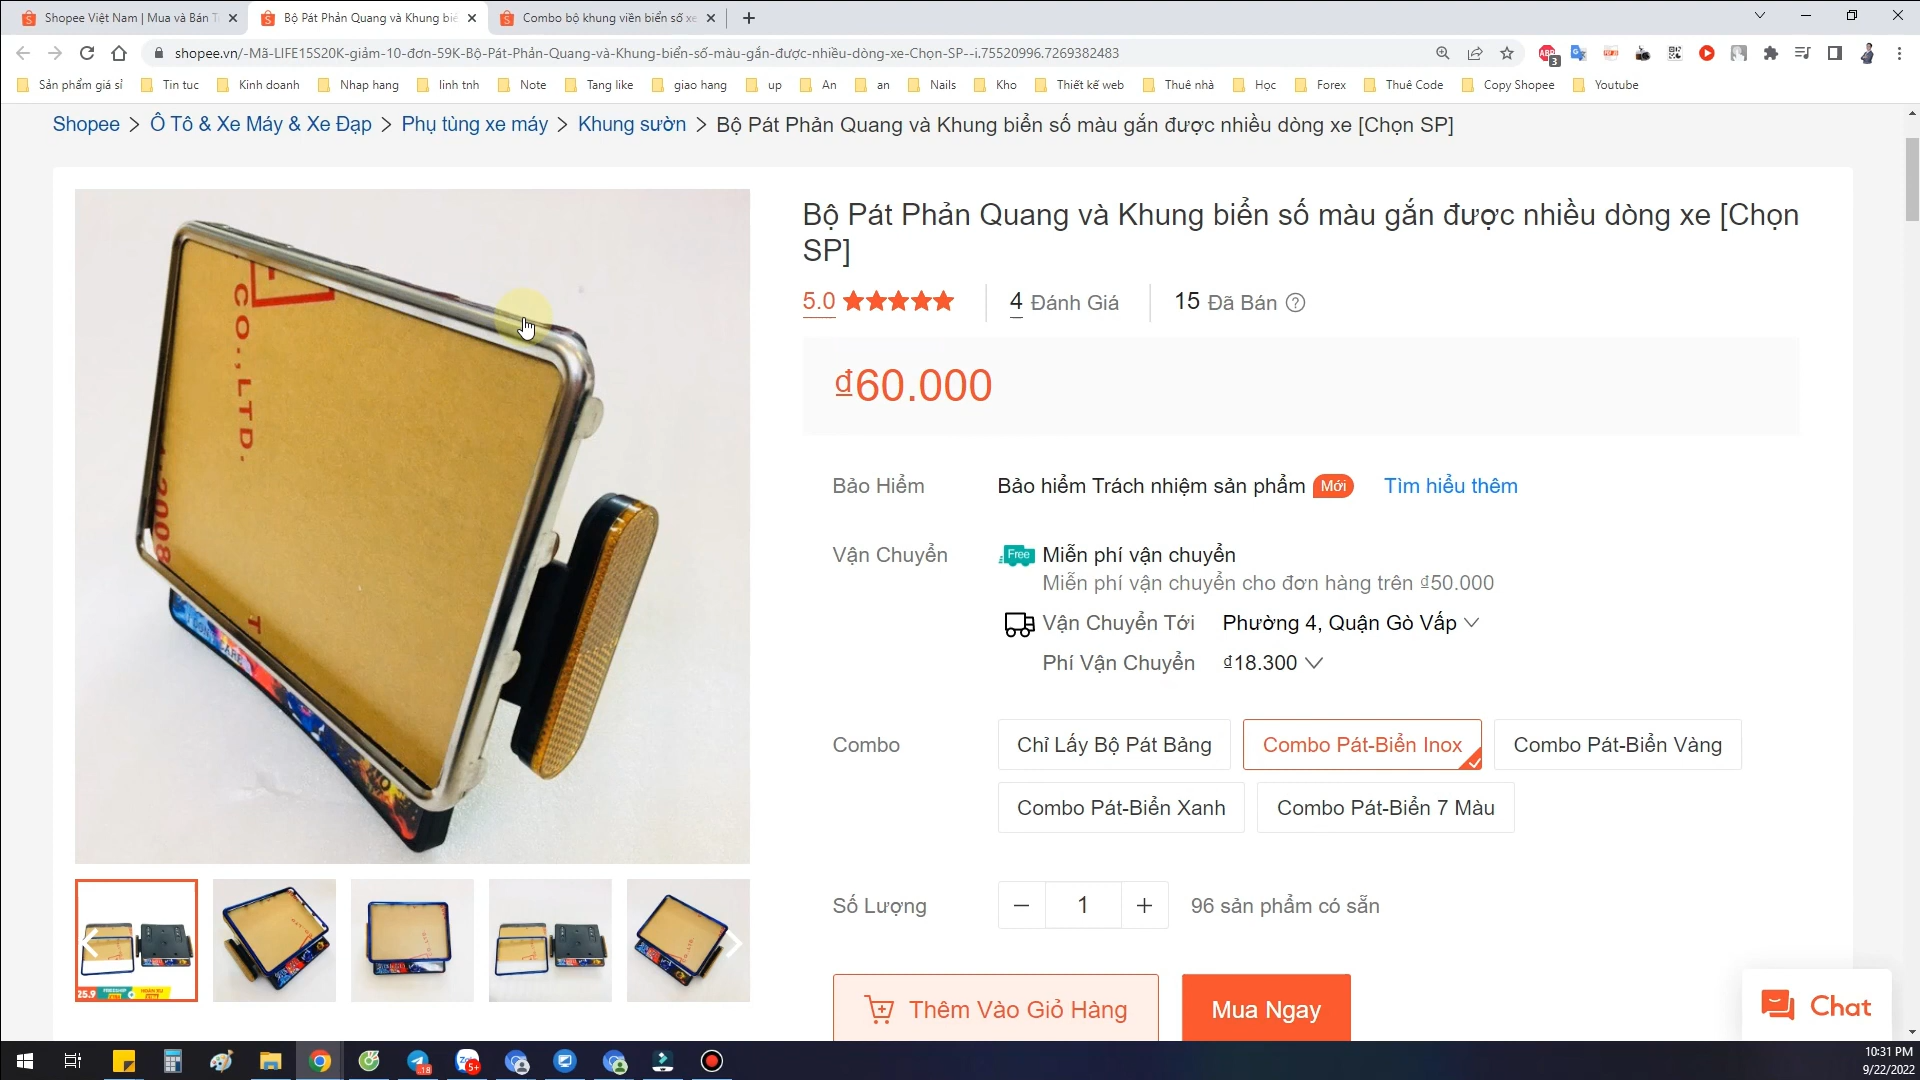 Shopee Việt Nam | Mua và Bán T
Bộ Pát Phản Quang và Khung biể
Combo bộ khung viền biển số xe
shopee.vn/-Mã-LIFE15S20K-giảm-10-đơn-59K-Bộ-Pát-Phản-Quang-và-Khung-biển-số-màu-gắn-được-nhiều-dòng-xe-Chọn-SP--i.75520996.7269382483
ABP
3
Sản phẩm giá sỉ
Tin tuc
Kinh doanh
Nhap hang
linh tnh
Note
Tang like
giao hang
up
An
an
Nails
Kho
Thiết kế web
Thuê nhà
Học
Forex
Thuê Code
Copy Shopee
Youtube
Shopee > Ô Tô & Xe Máy & Xe Đạp > Phụ tùng xe máy > Khung sườn > Bộ Pát Phản Quang và Khung biển số màu gắn được nhiều dòng xe [Chọn SP]
CO.,LTD.
:2008
I DON'T CARE
Bộ Pát Phản Quang và Khung biển số màu gắn được nhiều dòng xe [Chọn
SP]
5.0
4 Đánh Giá
15 Đã Bán ?
₫60.000
Bảo Hiểm
Bảo hiểm Trách nhiệm sản phẩm Mới Tìm hiểu thêm
Vận Chuyển
Free Miễn phí vận chuyển
Miễn phí vận chuyển cho đơn hàng trên ₫50.000
Vận Chuyển Tới Phường 4, Quận Gò Vấp
Phí Vận Chuyển ₫18.300
Combo
Chỉ Lấy Bộ Pát Bảng
Combo Pát-Biển Inox
Combo Pát-Biển Vàng
Combo Pát-Biển Xanh
Combo Pát-Biển 7 Màu
Số Lượng
1
96 sản phẩm có sẵn
25.9
Thêm Vào Giỏ Hàng
Mua Ngay
Chat
18
Zalo
5+
10:31 PM
9/22/2022